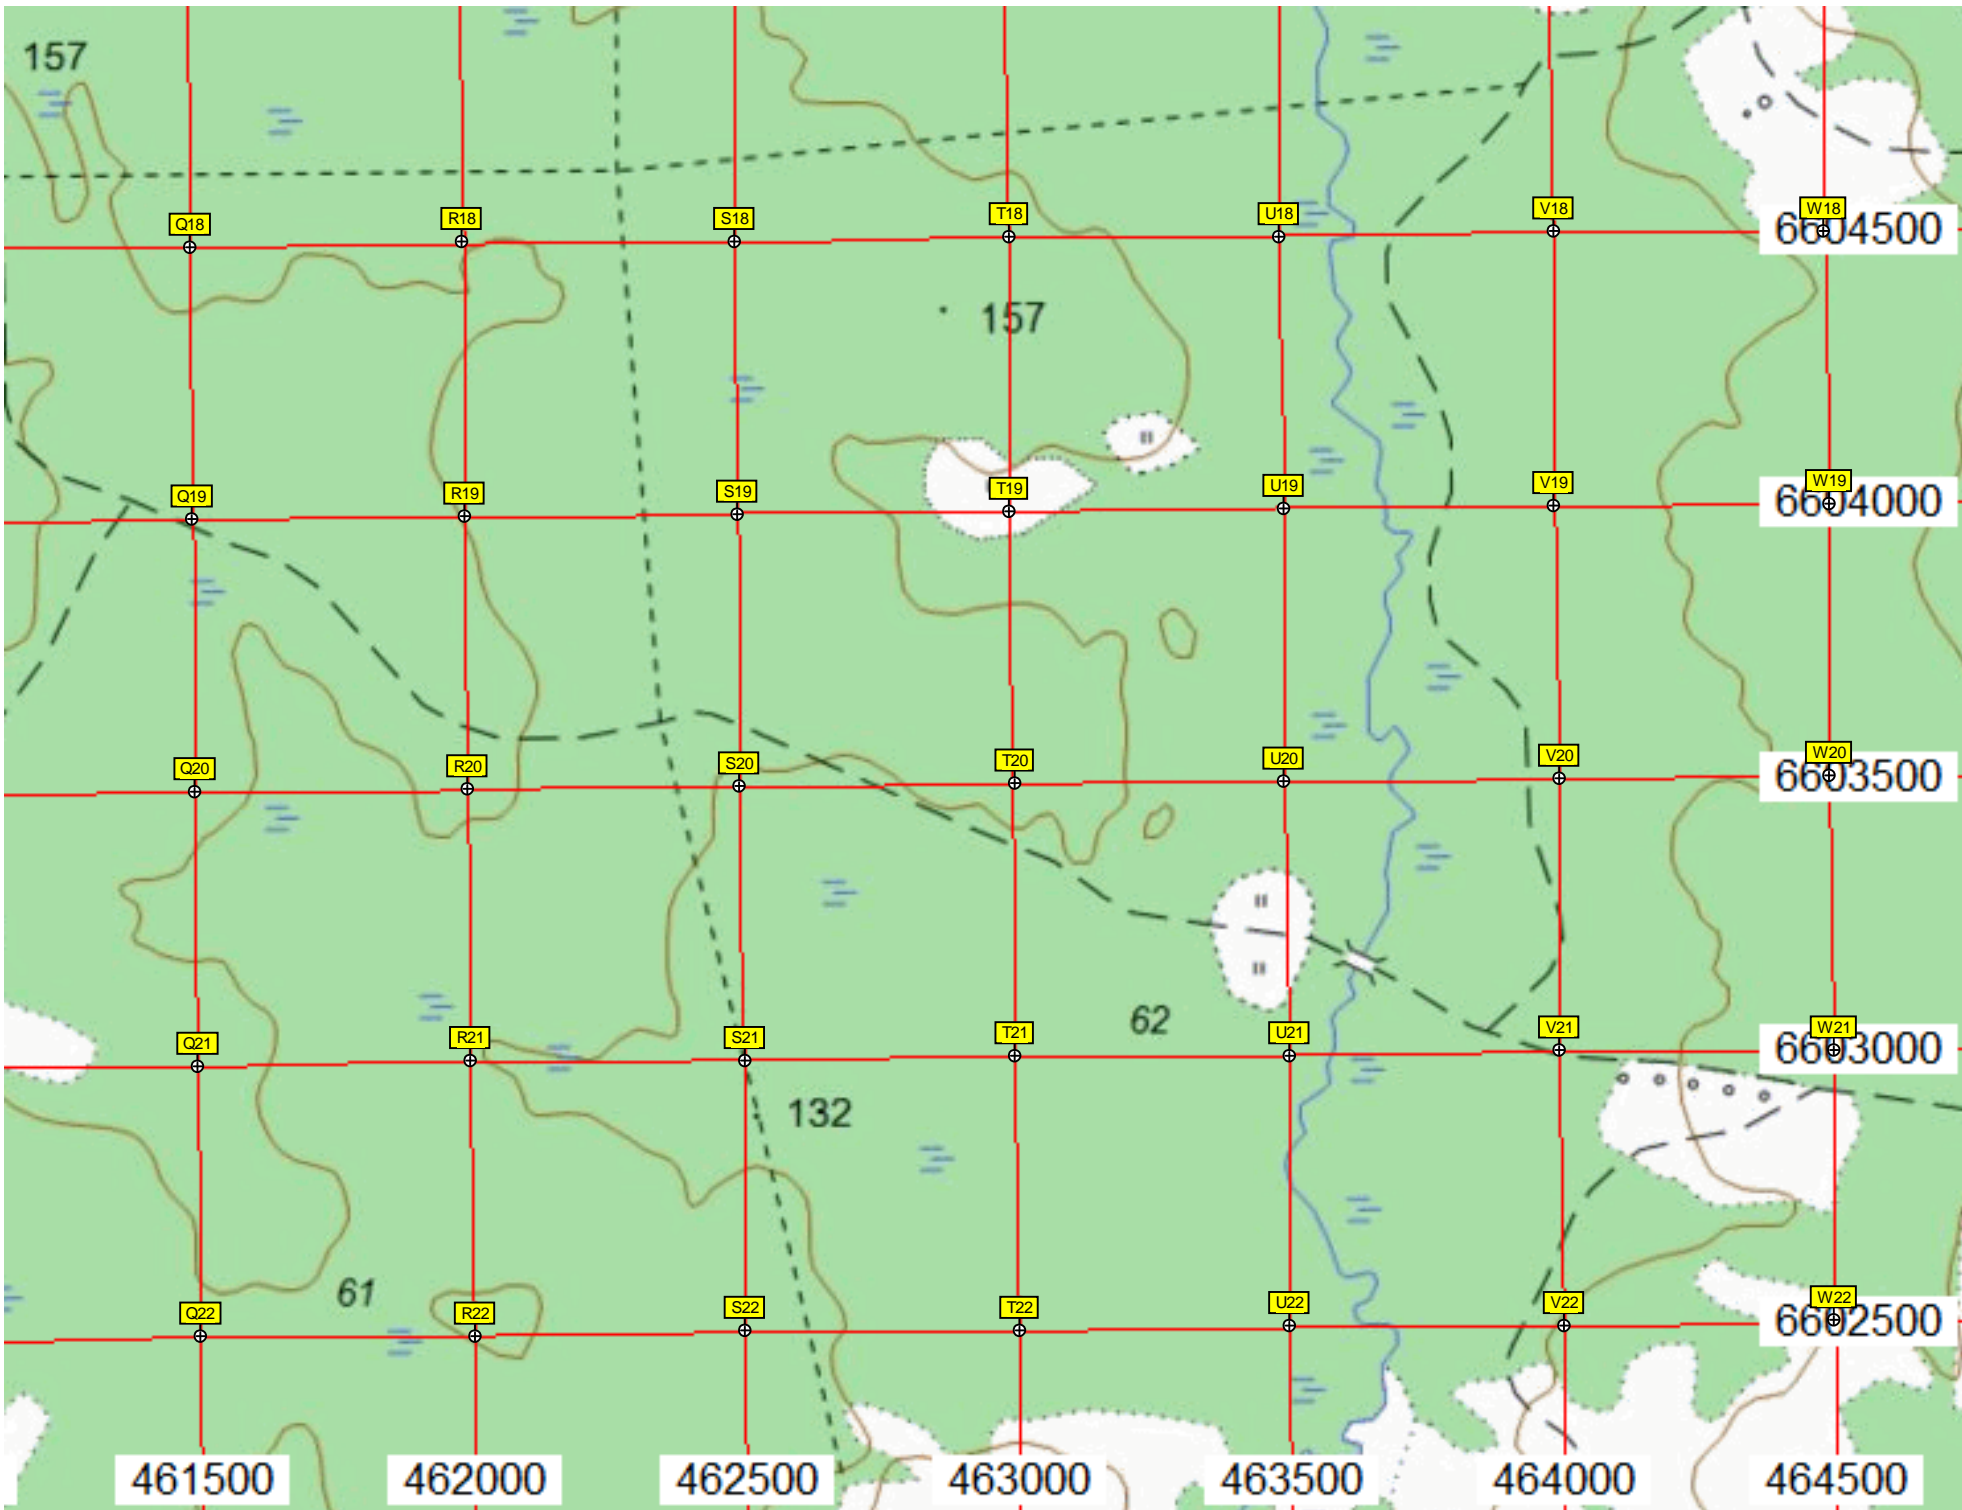 157
Q18 R18 S18 T18 U18 V18 W18
6604500
157
Q19 R19 S19 T19 U19 V19 W19
6604000
Q20 R20 S20 T20 U20 V20 W20
6603500
62
Q21 R21 S21 T21 U21 V21 W21
6603000
132
61
Q22 R22 S22 T22 U22 V22 W22
6602500
461500 462000 462500 463000 463500 464000 464500